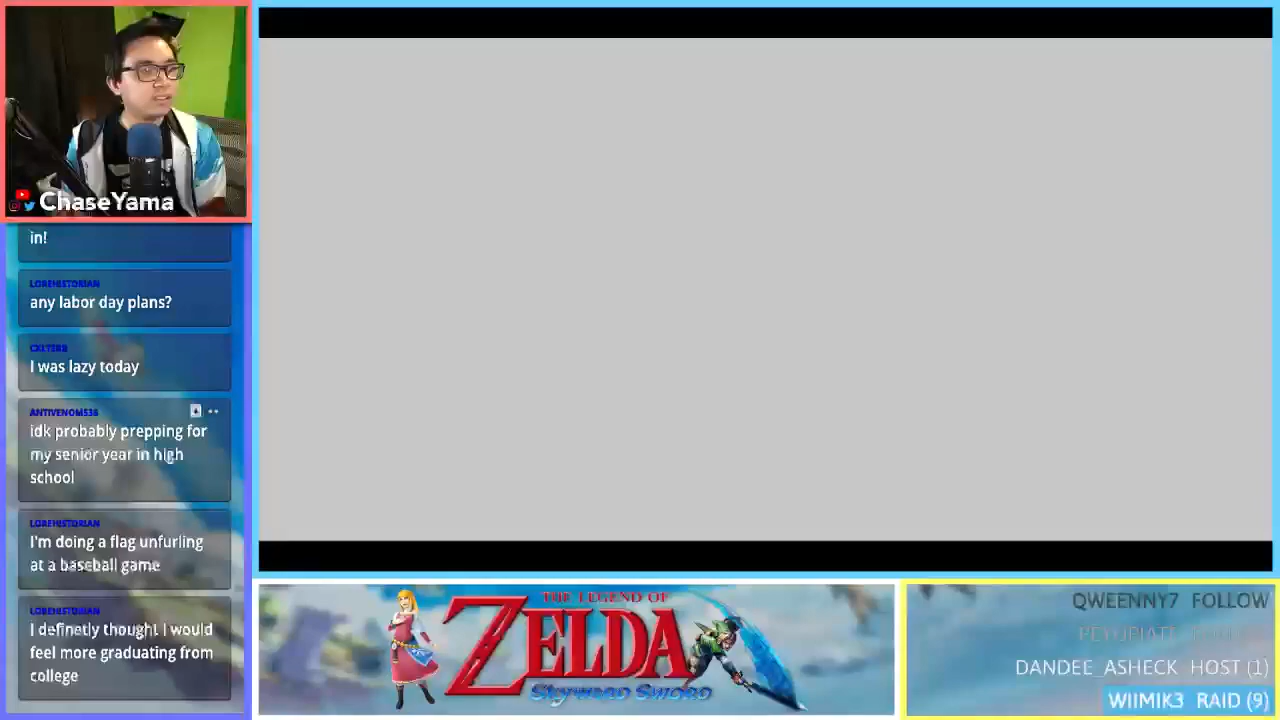 ChaseYama
in!
LOREHISTORIAN
any labor day plans?
I was lazy today
ANTIVENOM538
idk probably prepping for
my senior year in high
school
LOREHISTORIAN
I'm doing a flag unfurling
at a baseball game
LOREHISTORIAN
I definetly thought I would
feel more graduating from
college
THE LEGEND OF
ZELDA
Skyward Sword
QWEENNY7 FOLLOW
DANDEE_ASHECK HOST (1)
WIIMIK3 RAID (9)